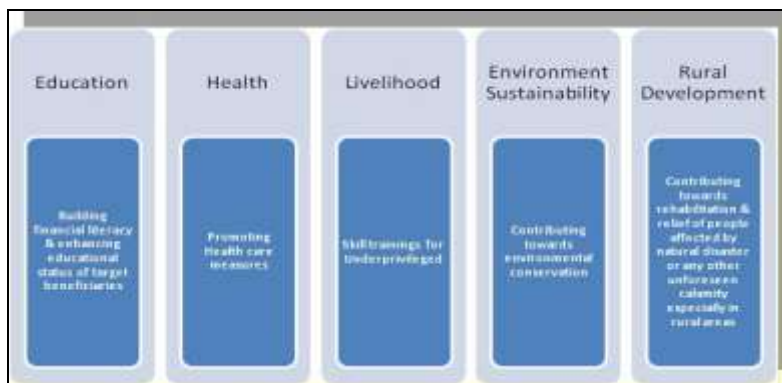 Education
Building
financial literacy
& enhancing
educational
status of target
beneficiaries
Health
Promoting
Health care
measures
Livelihood
Skill trainings for
Underprivileged
Environment
Sustainability
Contributing
towards
environmental
conservation
Rural
Development
Contributing
towards
rehabilitation &
relief of people
affected by
natural disaster
or any other
unforeseen
calamity
especially in
rural areas